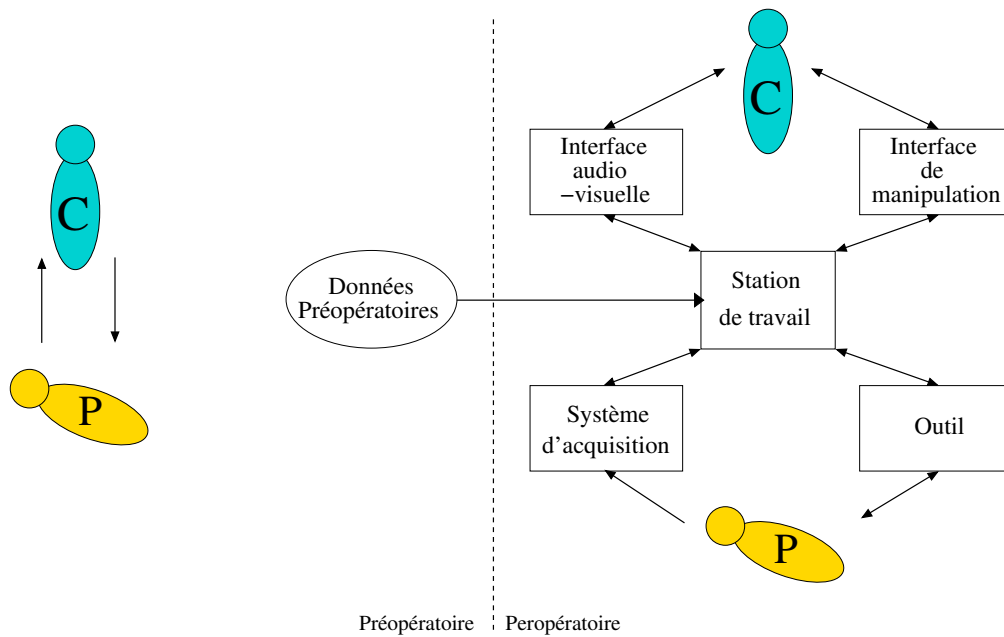 C
P
Données
Préopératoires
C
Interface
audio
−visuelle
Interface
de
manipulation
Station
de travail
Système
d'acquisition
Outil
P
Préopératoire
Peropératoire